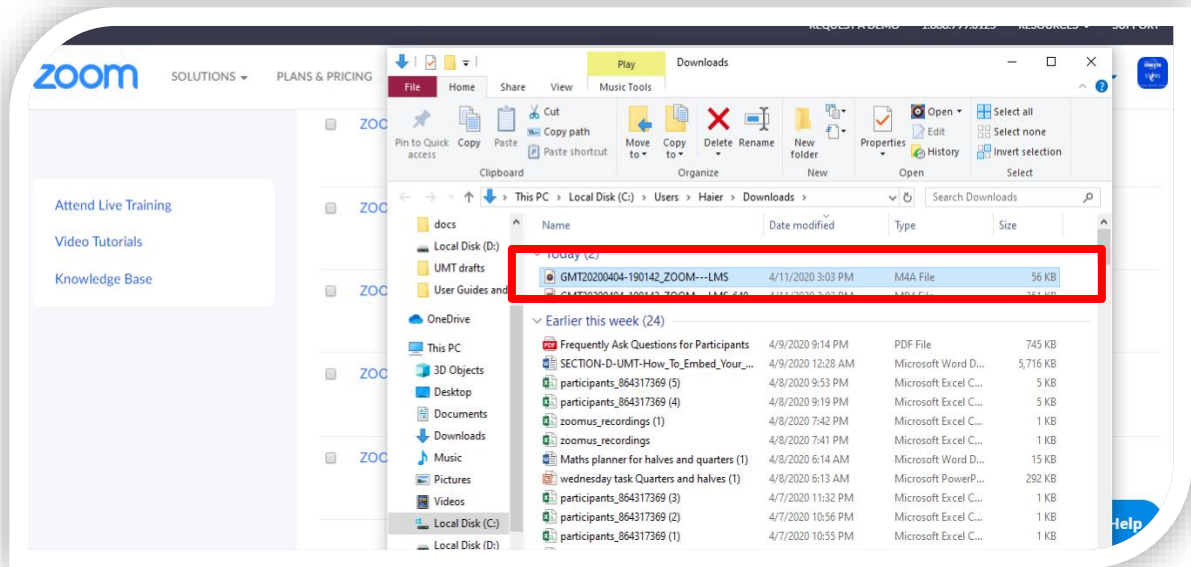 REQUEST A DEMO 1.888.799.0125 RESOURCES SUPPORT
zoom SOLUTIONS PLANS & PRICING
Play Downloads
File Home Share View Music Tools
Pin to Quick access Copy Paste Cut Copy path Paste shortcut Move to Copy to Delete Rename New folder Properties Open Edit History Select all Select none Invert selection
Clipboard Organize New Open Select
This PC > Local Disk (C:) > Users > Haier > Downloads > Search Downloads
Name Date modified Type Size
Attend Live Training
Video Tutorials
Knowledge Base
ZOO
ZOO
ZOO
ZOO
ZOO
docs
Local Disk (D:)
UMT drafts
User Guides and
OneDrive
This PC
3D Objects
Desktop
Documents
Downloads
Music
Pictures
Videos
Local Disk (C:)
Local Disk (D:)
Today (2)
GMT20200404-190142_ZOOM---LMS 4/11/2020 3:03 PM M4A File 56 KB
Earlier this week (24)
Frequently Ask Questions for Participants 4/9/2020 9:14 PM PDF File 745 KB
SECTION-D-UMT-How_To_Embed_Your_... 4/9/2020 12:28 AM Microsoft Word D... 5,716 KB
participants_864317369 (5) 4/8/2020 9:53 PM Microsoft Excel C... 5 KB
participants_864317369 (4) 4/8/2020 9:19 PM Microsoft Excel C... 5 KB
zoomus_recordings (1) 4/8/2020 7:42 PM Microsoft Excel C... 1 KB
zoomus_recordings 4/8/2020 7:41 PM Microsoft Excel C... 1 KB
Maths planner for halves and quarters (1) 4/8/2020 6:14 AM Microsoft Word D... 15 KB
wednesday task Quarters and halves (1) 4/8/2020 6:13 AM Microsoft PowerP... 292 KB
participants_864317369 (3) 4/7/2020 11:32 PM Microsoft Excel C... 1 KB
participants_864317369 (2) 4/7/2020 10:56 PM Microsoft Excel C... 1 KB
participants_864317369 (1) 4/7/2020 10:55 PM Microsoft Excel C... 1 KB
Help